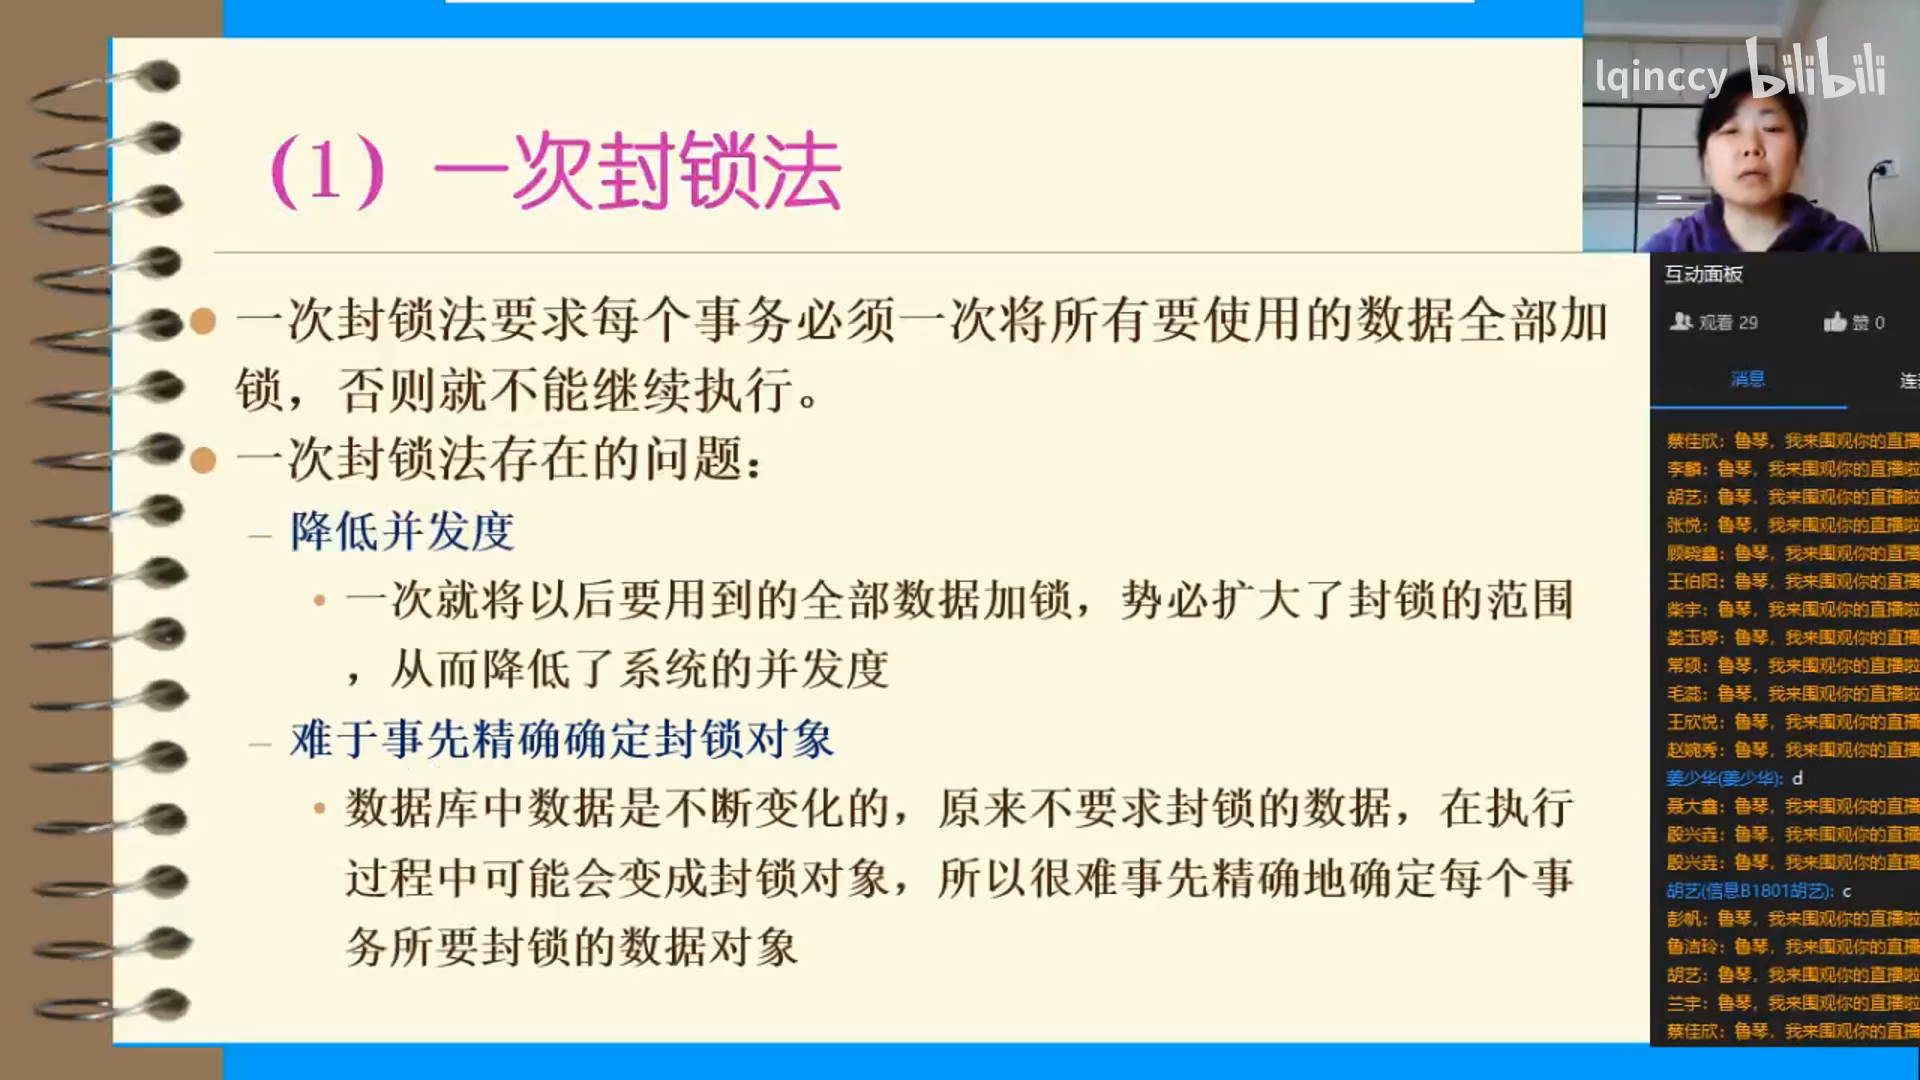 (1) 一次封锁法
一次封锁法要求每个事务必须一次将所有要使用的数据全部加
锁，否则就不能继续执行。
一次封锁法存在的问题：
– 降低并发度
• 一次就将以后要用到的全部数据加锁，势必扩大了封锁的范围
，从而降低了系统的并发度
– 难于事先精确确定封锁对象
• 数据库中数据是不断变化的，原来不要求封锁的数据，在执行
过程中可能会变成封锁对象，所以很难事先精确地确定每个事
务所要封锁的数据对象
lqinccy bilibili
互动面板
观看 29 赞 0
消息
蔡佳欣：鲁琴，我来围观你的直播啦
李麟：鲁琴，我来围观你的直播啦
胡艺：鲁琴，我来围观你的直播啦
张悦：鲁琴，我来围观你的直播啦
顾晓鑫：鲁琴，我来围观你的直播啦
王伯阳：鲁琴，我来围观你的直播啦
柴宇：鲁琴，我来围观你的直播啦
娄玉婷：鲁琴，我来围观你的直播啦
常硕：鲁琴，我来围观你的直播啦
毛蕊：鲁琴，我来围观你的直播啦
王欣悦：鲁琴，我来围观你的直播啦
赵婉秀：鲁琴，我来围观你的直播啦
姜少华(姜少华)：d
聂大鑫：鲁琴，我来围观你的直播啦
殷兴垚：鲁琴，我来围观你的直播啦
殷兴垚：鲁琴，我来围观你的直播啦
胡艺(信息B1801胡艺)：c
彭帆：鲁琴，我来围观你的直播啦
鲁洁玲：鲁琴，我来围观你的直播啦
胡艺：鲁琴，我来围观你的直播啦
兰宇：鲁琴，我来围观你的直播啦
蔡佳欣：鲁琴，我来围观你的直播